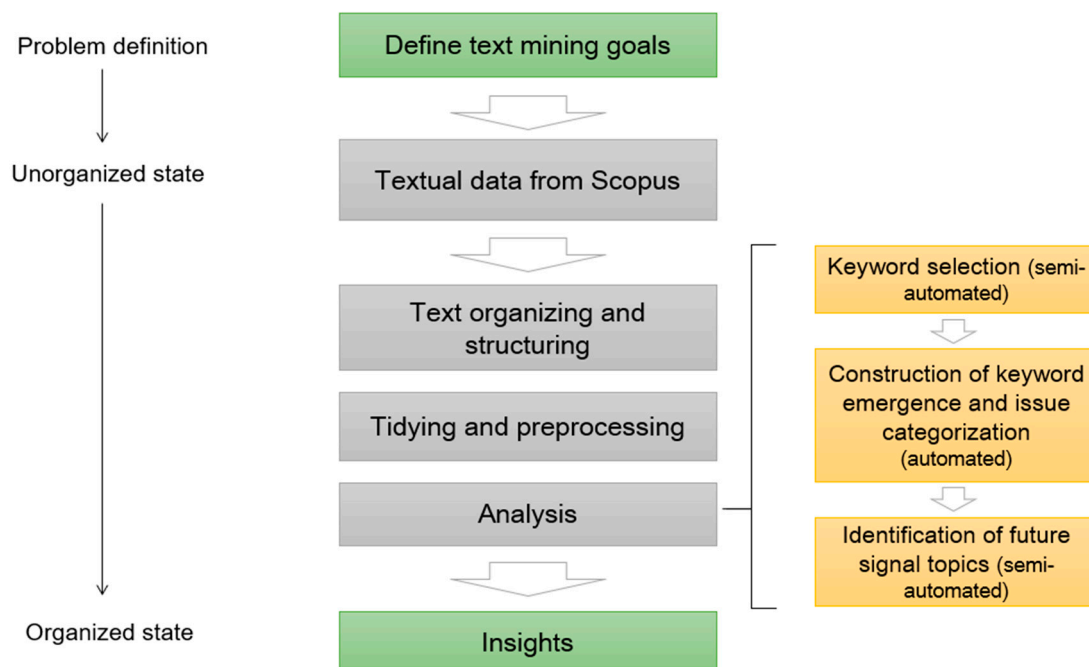 Problem definition
Unorganized state
Organized state
Define text mining goals
Textual data from Scopus
Text organizing and
structuring
Tidying and preprocessing
Analysis
Insights
Keyword selection (semi-
automated)
Construction of keyword
emergence and issue
categorization
(automated)
Identification of future
signal topics (semi-
automated)